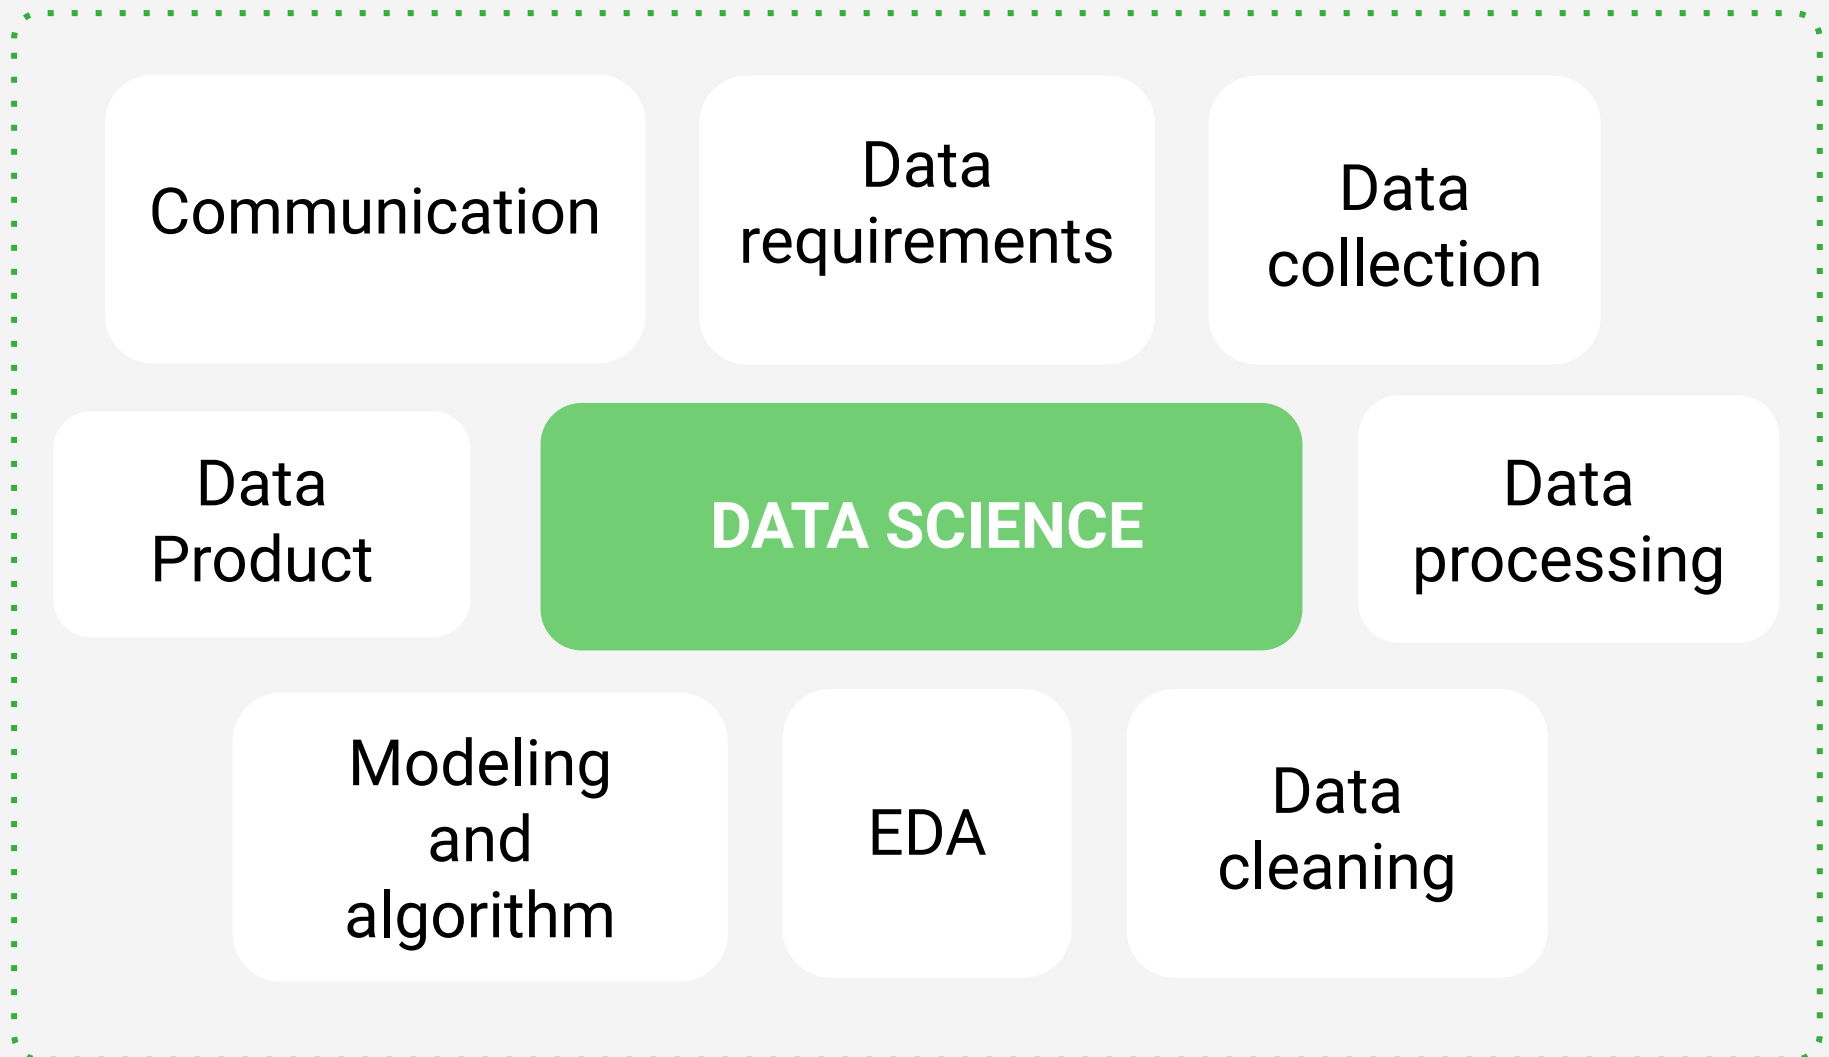 Communication
Data
requirements
Data
collection
Data
Product
DATA SCIENCE
Data
processing
Modeling
and
algorithm
EDA
Data
cleaning